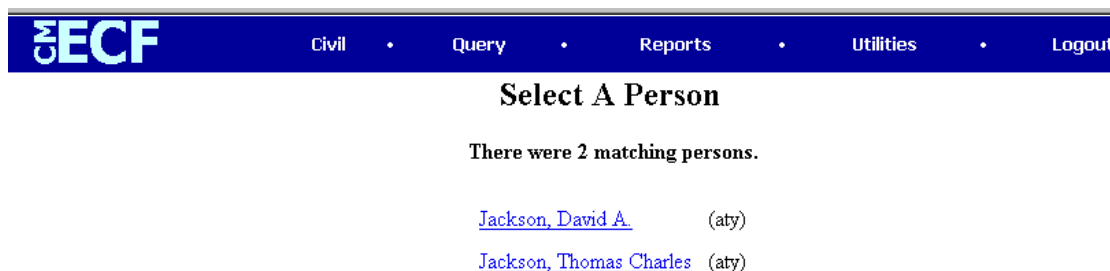 CM ECF Civil • Query • Reports • Utilities • Logout
Select A Person
There were 2 matching persons.
Jackson, David A. (aty)
Jackson, Thomas Charles (aty)